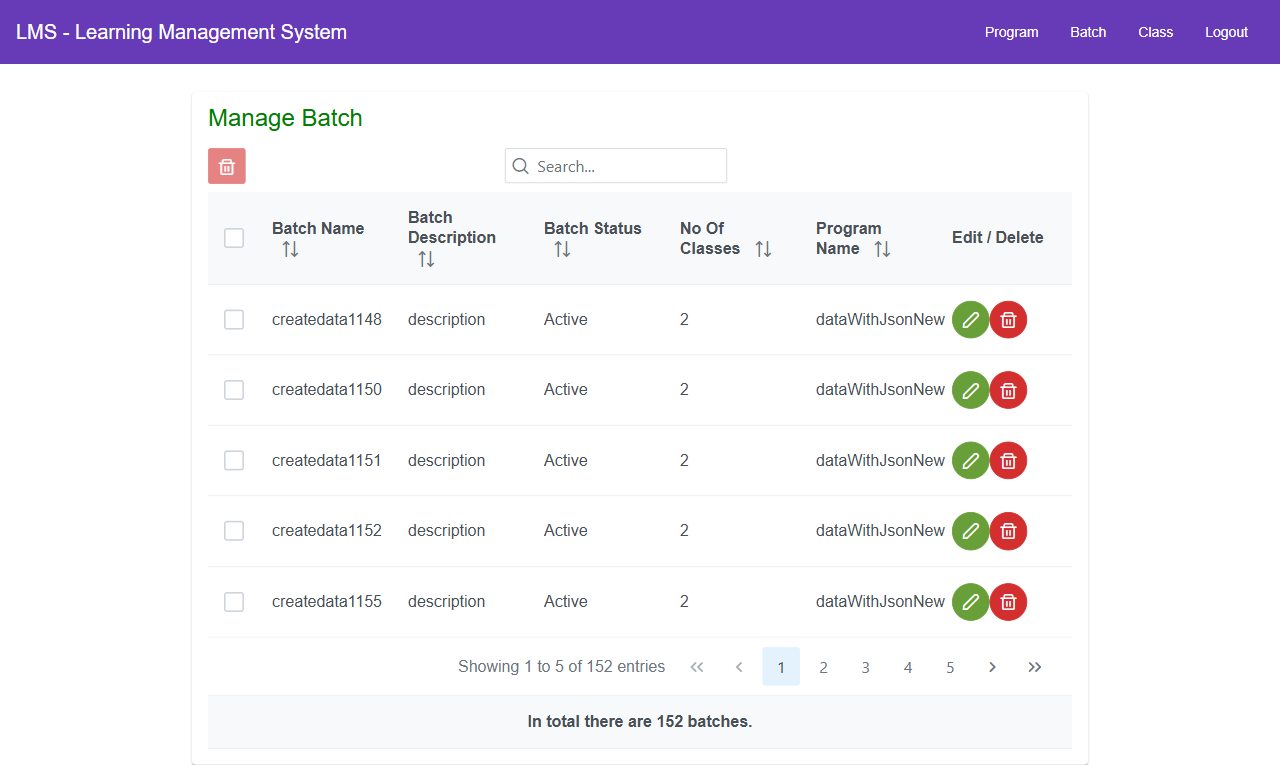 LMS - Learning Management System
Program Batch Class Logout
Manage Batch
Search...
Batch Name Batch Description Batch Status No Of Classes Program Name Edit / Delete
createdata1148 description Active 2 dataWithJsonNew
createdata1150 description Active 2 dataWithJsonNew
createdata1151 description Active 2 dataWithJsonNew
createdata1152 description Active 2 dataWithJsonNew
createdata1155 description Active 2 dataWithJsonNew
Showing 1 to 5 of 152 entries 1 2 3 4 5
In total there are 152 batches.